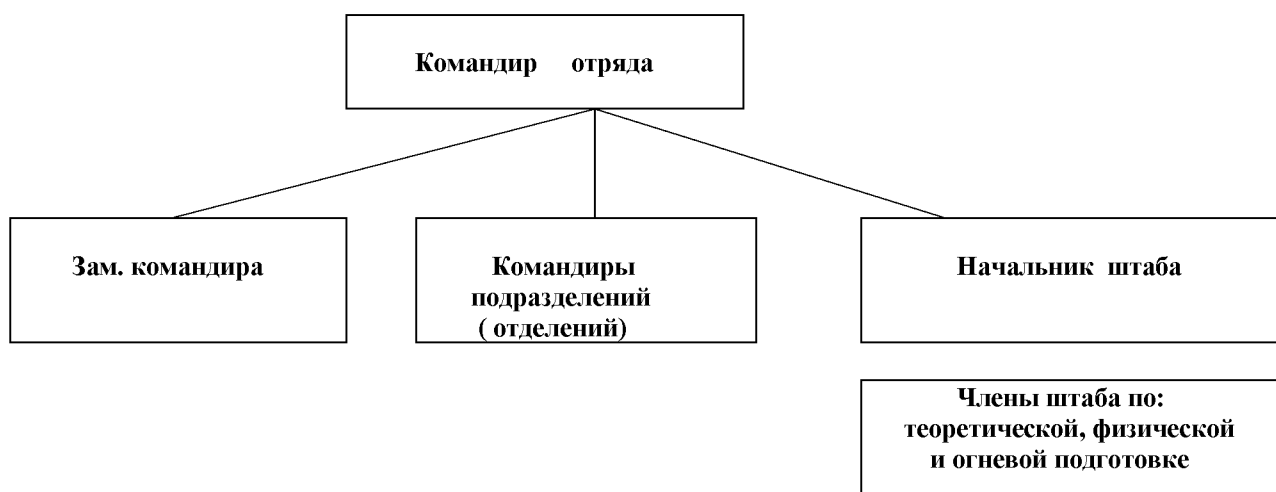 Командир отряда
Зам. командира
Командиры
подразделений
( отделений)
Начальник штаба
Члены штаба по:
теоретической, физической
и огневой подготовке